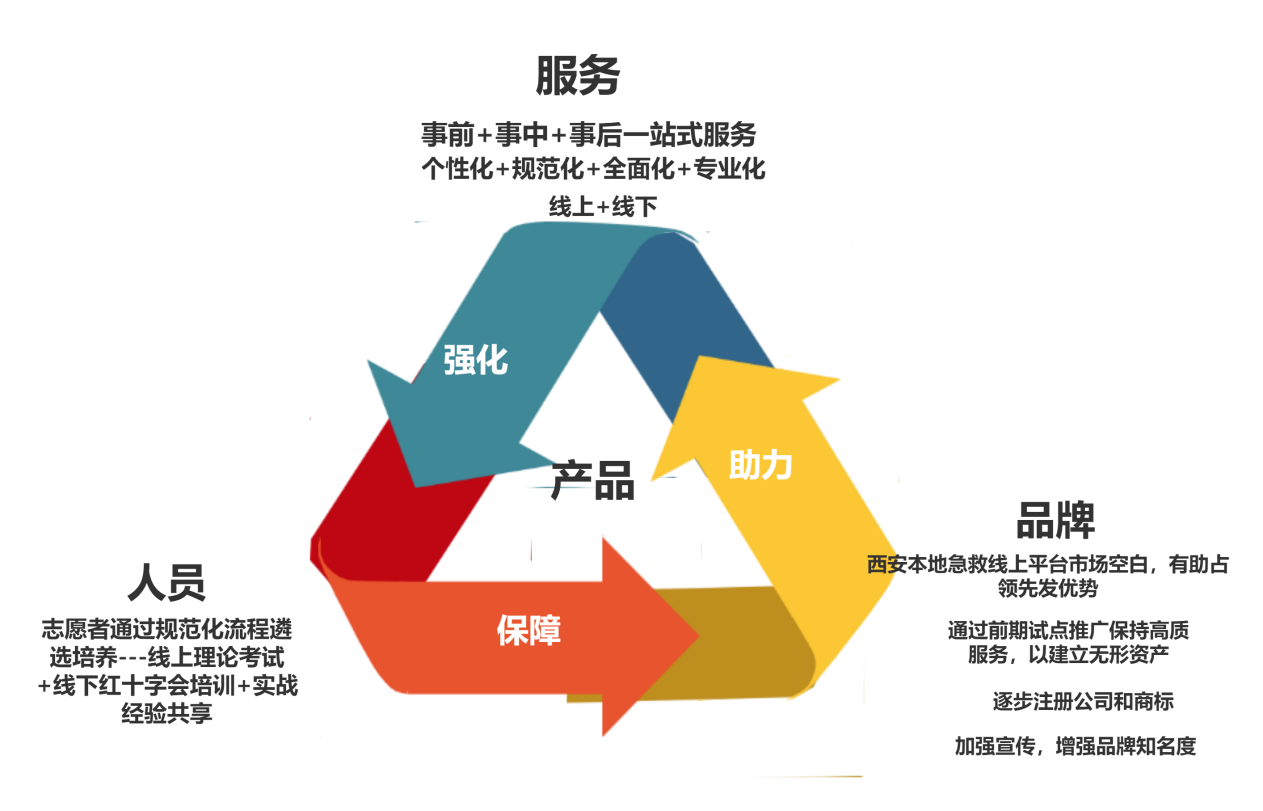 服务
事前+事中+事后一站式服务
个性化+规范化+全面化+专业化
线上+线下
强化
产品
助力
保障
人员
志愿者通过规范化流程遴
选培养---线上理论考试
+线下红十字会培训+实战
经验共享
品牌
西安本地急救线上平台市场空白，有助占
领先发优势
通过前期试点推广保持高质
服务，以建立无形资产
逐步注册公司和商标
加强宣传，增强品牌知名度